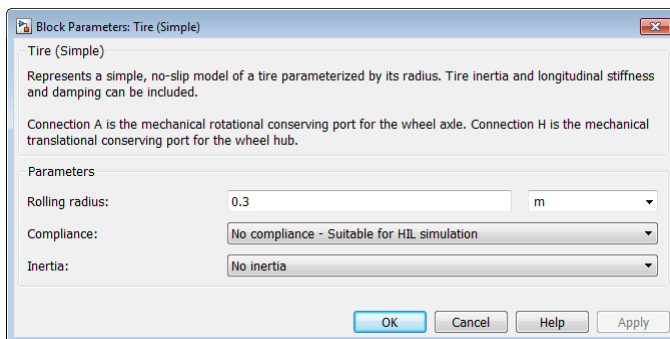 Block Parameters: Tire (Simple)
Tire (Simple)
Represents a simple, no-slip model of a tire parameterized by its radius. Tire inertia and longitudinal stiffness
and damping can be included.
Connection A is the mechanical rotational conserving port for the wheel axle. Connection H is the mechanical
translational conserving port for the wheel hub.
Parameters
Rolling radius: 0.3 m
Compliance: No compliance - Suitable for HIL simulation
Inertia: No inertia
OK Cancel Help Apply